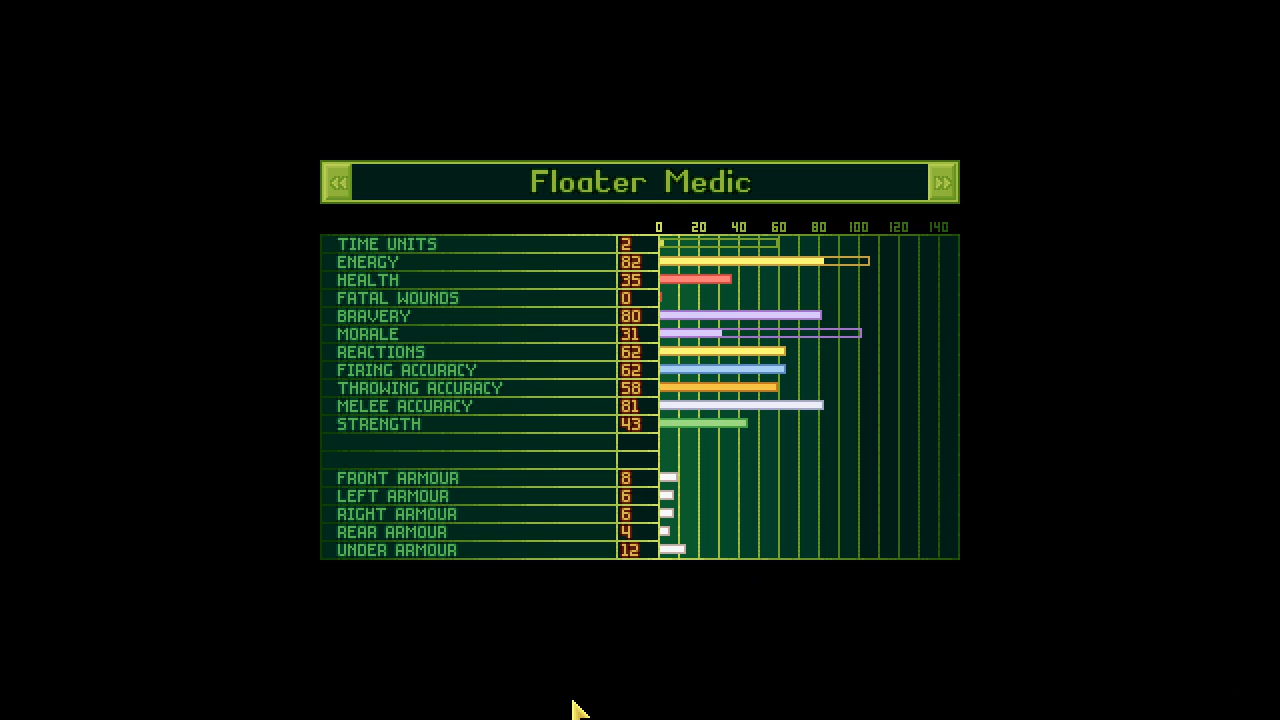 Floater Medic
0 20 40 60 80 100 120 140
TIME UNITS 2
ENERGY 82
HEALTH 35
FATAL WOUNDS 0
BRAVERY 80
MORALE 31
REACTIONS 62
FIRING ACCURACY 62
THROWING ACCURACY 58
MELEE ACCURACY 81
STRENGTH 43
FRONT ARMOUR 8
LEFT ARMOUR 6
RIGHT ARMOUR 6
REAR ARMOUR 4
UNDER ARMOUR 12